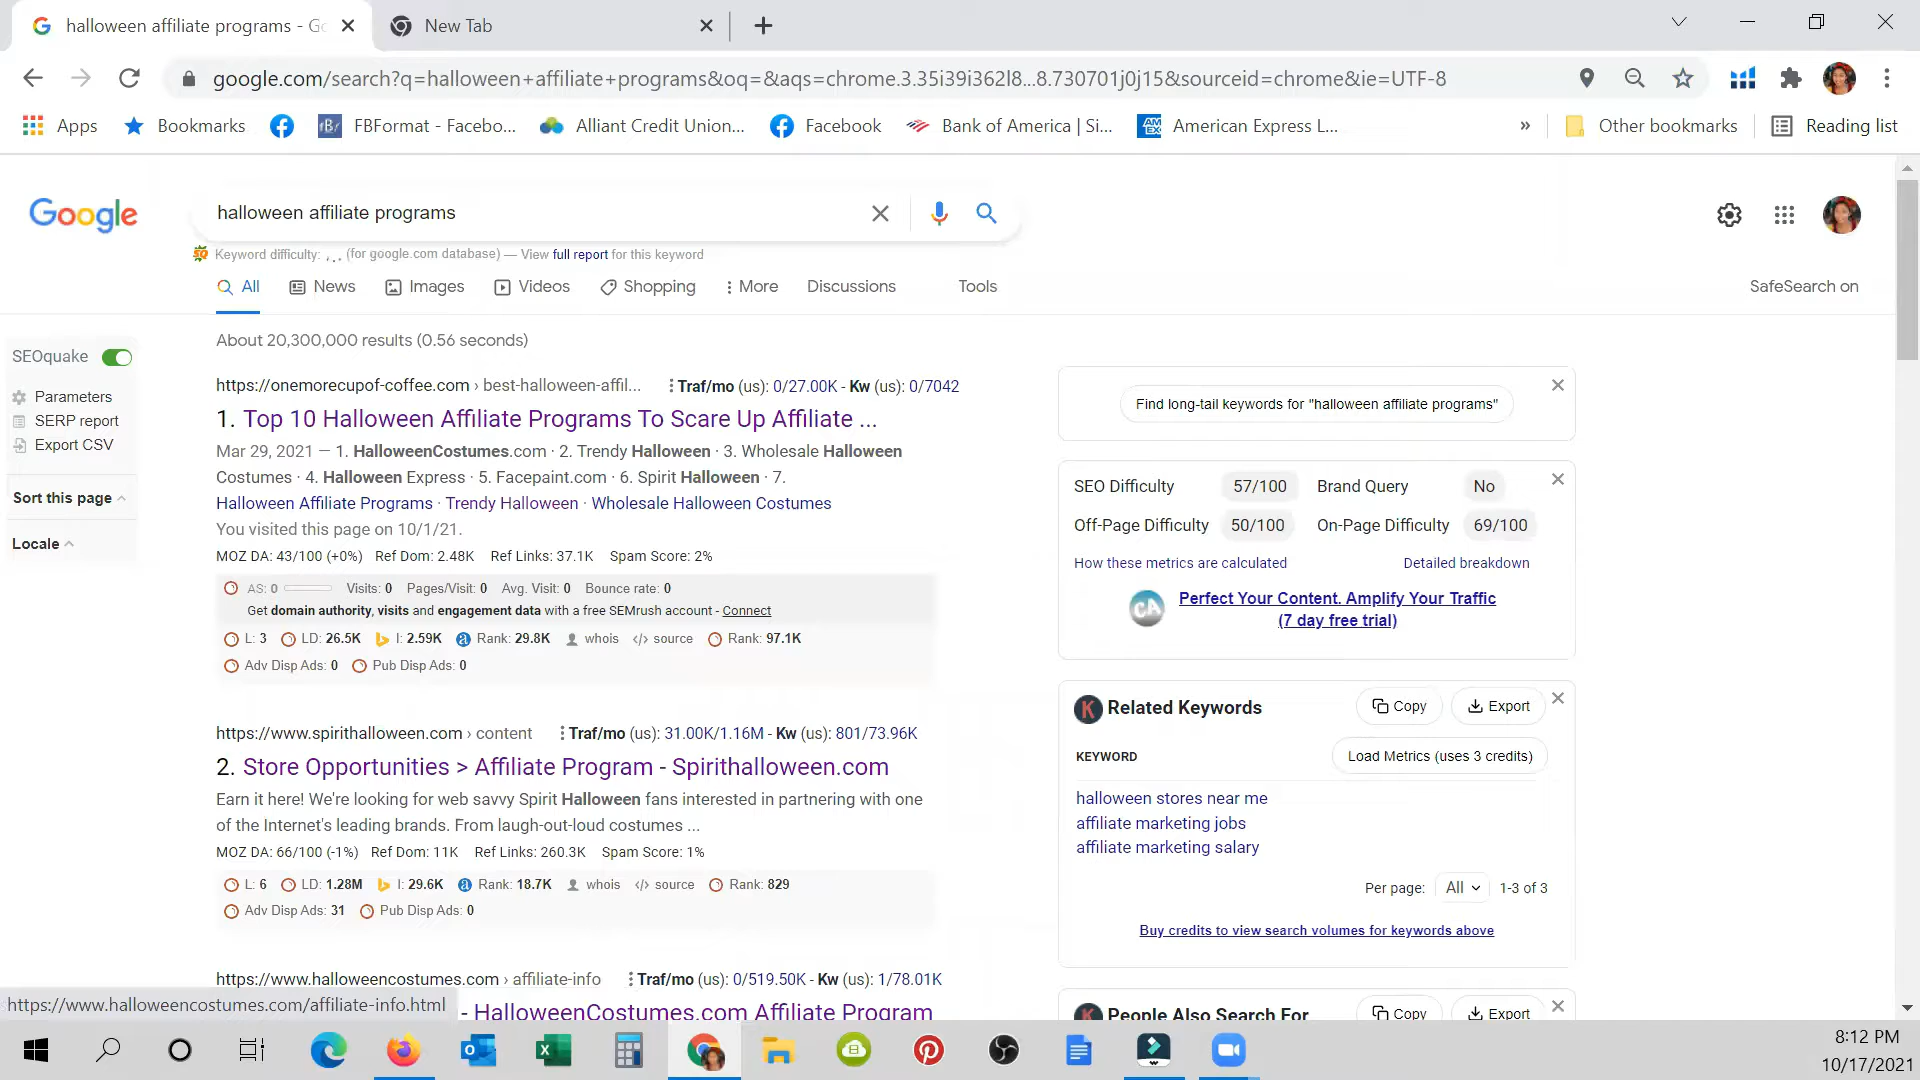 halloween affiliate programs - Go
New Tab
google.com/search?q=halloween+affiliate+programs&oq=&aqs=chrome.3.35i39i362l8...8.730701j0j15&sourceid=chrome&ie=UTF-8
Apps
Bookmarks
FBFormat - Facebo...
Alliant Credit Union...
Facebook
Bank of America | Si...
American Express L...
»
Other bookmarks
Reading list
Google
halloween affiliate programs
Keyword difficulty: (for google.com database) — View full report for this keyword
All
News
Images
Videos
Shopping
More
Discussions
Tools
SafeSearch on
About 20,300,000 results (0.56 seconds)
SEOquake
Parameters
SERP report
Export CSV
Sort this page
Locale
https://onemorecupof-coffee.com › best-halloween-affil... Traf/mo (us): 0/27.00K - Kw (us): 0/7042
1. Top 10 Halloween Affiliate Programs To Scare Up Affiliate ...
Mar 29, 2021 — 1. HalloweenCostumes.com · 2. Trendy Halloween · 3. Wholesale Halloween
Costumes · 4. Halloween Express · 5. Facepaint.com · 6. Spirit Halloween · 7.
Halloween Affiliate Programs · Trendy Halloween · Wholesale Halloween Costumes
You visited this page on 10/1/21.
MOZ DA: 43/100 (+0%) Ref Dom: 2.48K Ref Links: 37.1K Spam Score: 2%
AS: 0 Visits: 0 Pages/Visit: 0 Avg. Visit: 0 Bounce rate: 0
Get domain authority, visits and engagement data with a free SEMrush account - Connect
L: 3 LD: 26.5K I: 2.59K Rank: 29.8K whois </> source Rank: 97.1K
Adv Disp Ads: 0 Pub Disp Ads: 0
https://www.spirithalloween.com › content Traf/mo (us): 31.00K/1.16M - Kw (us): 801/73.96K
2. Store Opportunities > Affiliate Program - Spirithalloween.com
Earn it here! We're looking for web savvy Spirit Halloween fans interested in partnering with one
of the Internet's leading brands. From laugh-out-loud costumes ...
MOZ DA: 66/100 (-1%) Ref Dom: 11K Ref Links: 260.3K Spam Score: 1%
L: 6 LD: 1.28M I: 29.6K Rank: 18.7K whois </> source Rank: 829
Adv Disp Ads: 31 Pub Disp Ads: 0
https://www.halloweencostumes.com › affiliate-info Traf/mo (us): 0/519.50K - Kw (us): 1/78.01K
- HalloweenCostumes.com Affiliate Program
https://www.halloweencostumes.com/affiliate-info.html
Find long-tail keywords for "halloween affiliate programs"
SEO Difficulty 57/100 Brand Query No
Off-Page Difficulty 50/100 On-Page Difficulty 69/100
How these metrics are calculated Detailed breakdown
CA
Perfect Your Content. Amplify Your Traffic
(7 day free trial)
K Related Keywords Copy Export
KEYWORD Load Metrics (uses 3 credits)
halloween stores near me
affiliate marketing jobs
affiliate marketing salary
Per page: All 1-3 of 3
Buy credits to view search volumes for keywords above
K People Also Search For Copy Export
8:12 PM
10/17/2021